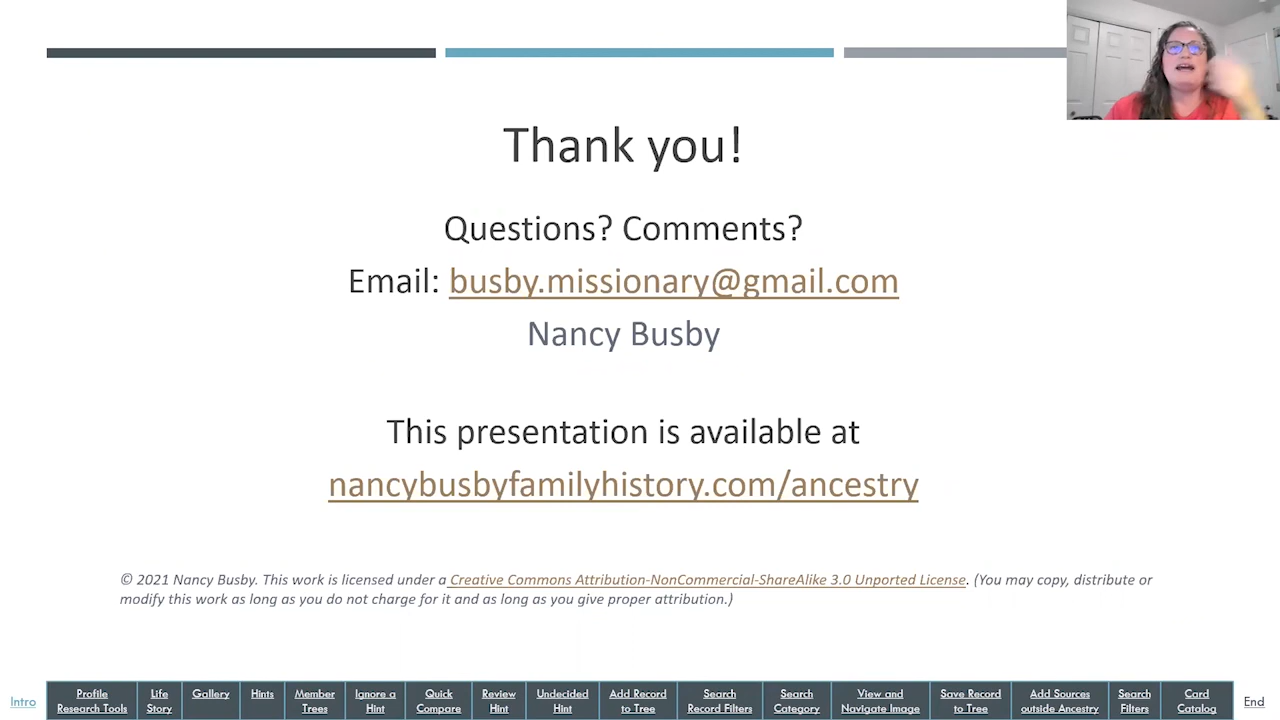 Thank you!
Questions? Comments?
Email: busby.missionary@gmail.com
Nancy Busby
This presentation is available at
nancybusbyfamilyhistory.com/ancestry
© 2021 Nancy Busby. This work is licensed under a Creative Commons Attribution-NonCommercial-ShareAlike 3.0 Unported License. (You may copy, distribute or
modify this work as long as you do not charge for it and as long as you give proper attribution.)
Intro
Profile
Research Tools
Life
Story
Gallery
Hints
Member
Trees
Ignore a
Hint
Quick
Compare
Review
Hint
Undecided
Hint
Add Record
to Tree
Search
Record Filters
Search
Category
View and
Navigate Image
Save Record
to Tree
Add Sources
outside Ancestry
Search
Filters
Card
Catalog
End